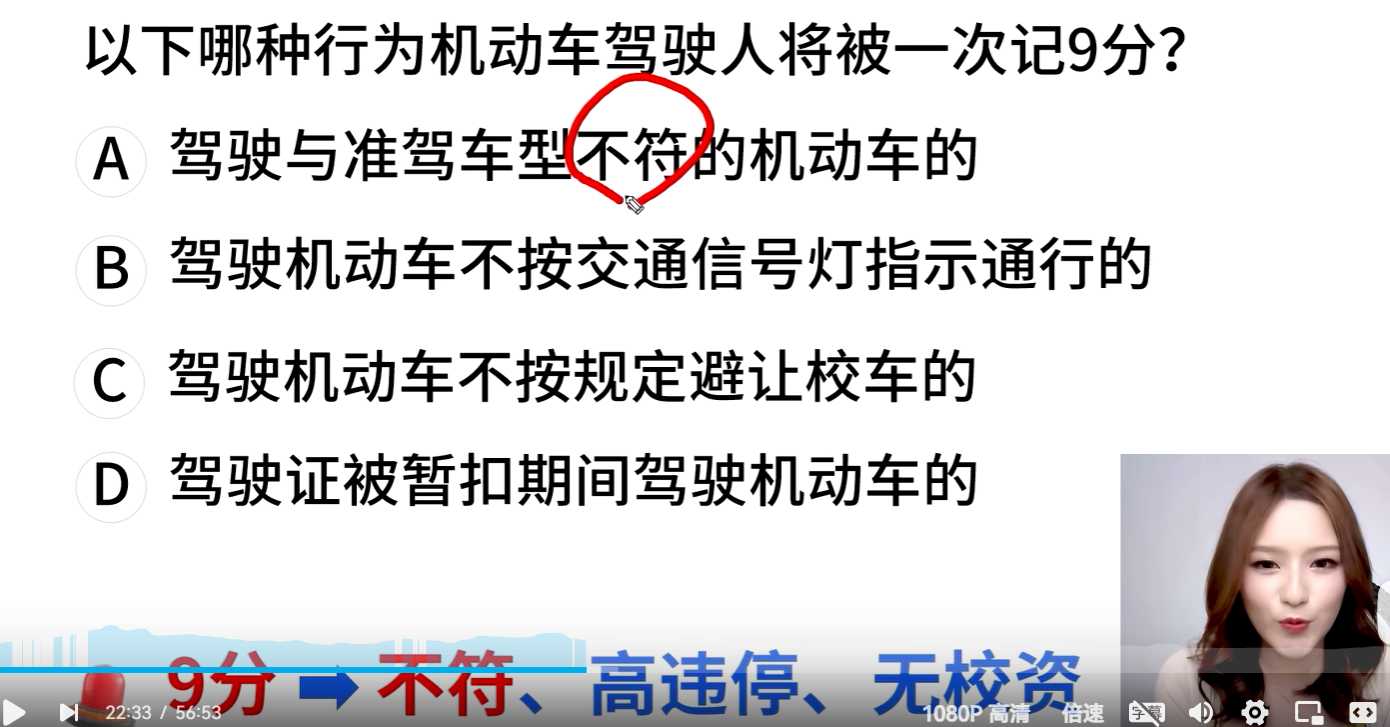 以下哪种行为机动车驾驶人将被一次记9分?
A 驾驶与准驾车型不符的机动车的
B 驾驶机动车不按交通信号灯指示通行的
C 驾驶机动车不按规定避让校车的
D 驾驶证被暂扣期间驾驶机动车的
9分 ➡ 不符、高违停、无校资
22:33 / 56:53 1080P 高清 倍速 字幕